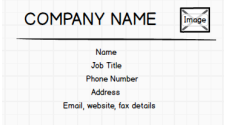 COMPANY NAME
Image
Name
Job Title
Phone Number
Address
Email, website, fax details